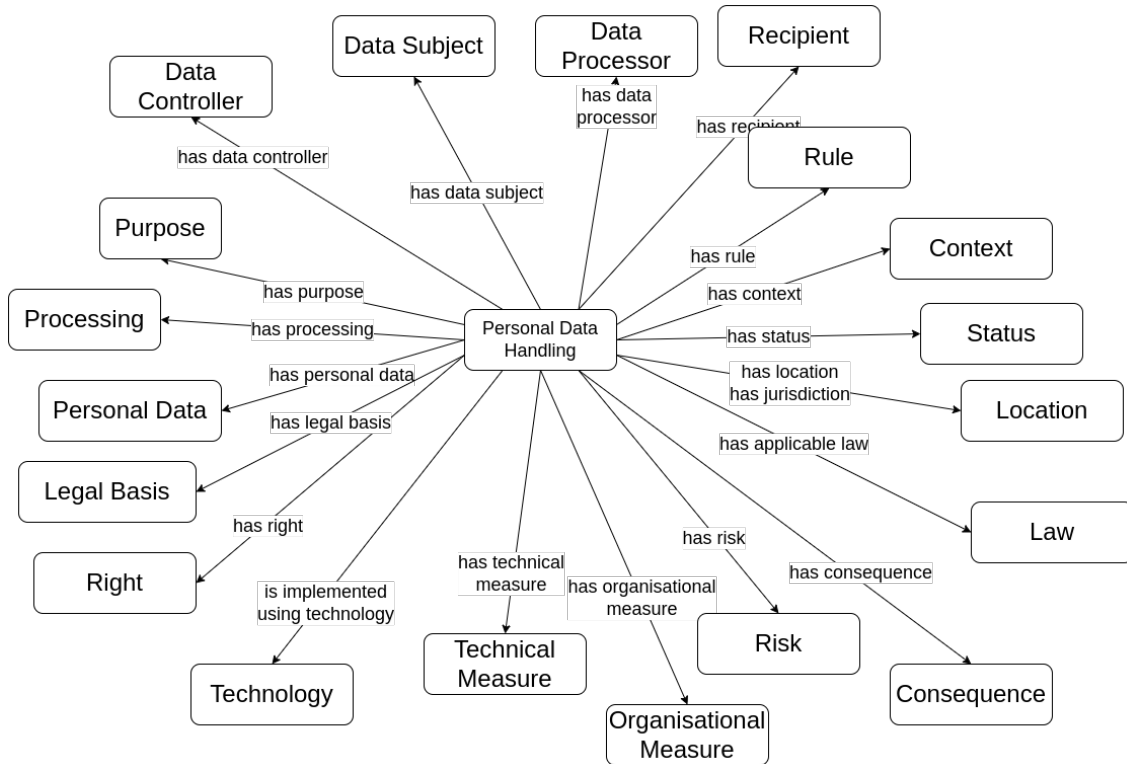 Data Subject
Data
Processor
Recipient
Data
Controller
has data
processor
has recipient
has data controller
Rule
has data subject
Purpose
Context
has rule
has purpose
has context
Processing
has processing
Personal Data
Handling
has status
Status
has personal data
has location
has jurisdiction
Personal Data
Location
has legal basis
has applicable law
Legal Basis
has right
has risk
Law
has technical
measure
has consequence
Right
is implemented
using technology
has organisational
measure
Technical
Measure
Risk
Technology
Consequence
Organisational
Measure